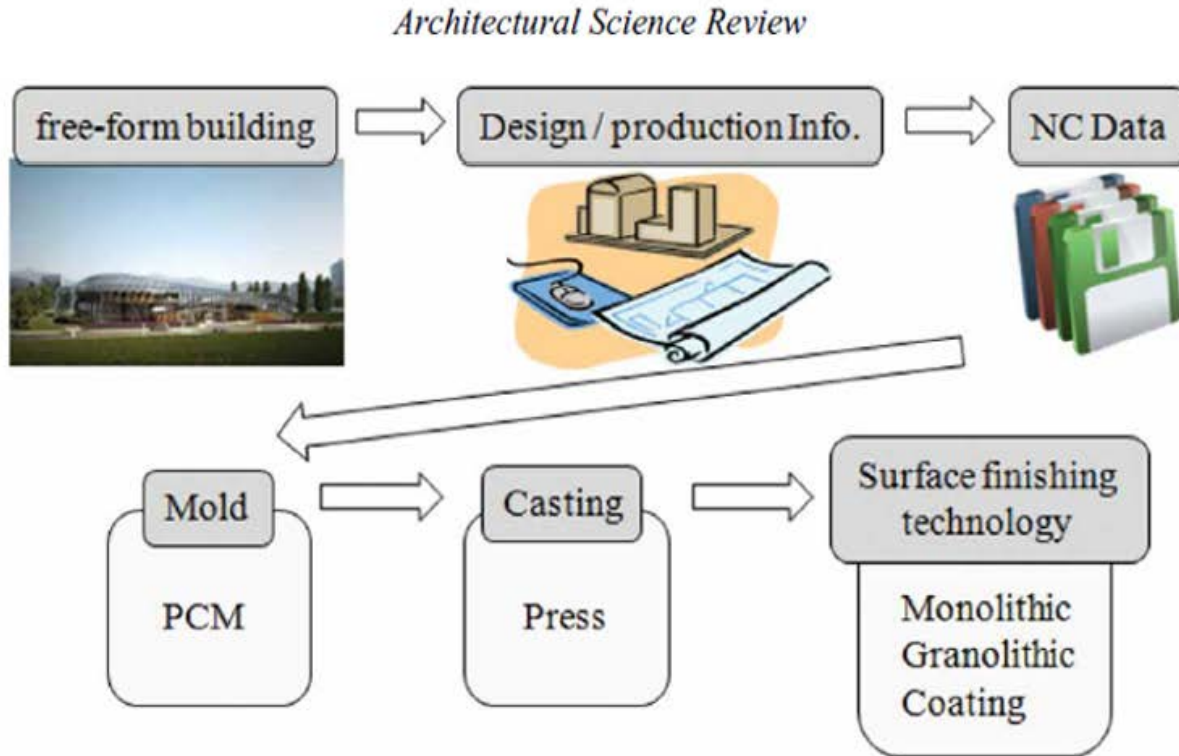 Architectural Science Review
free-form building
Design / production Info.
NC Data
Mold
PCM
Casting
Press
Surface finishing
technology
Monolithic
Granolithic
Coating